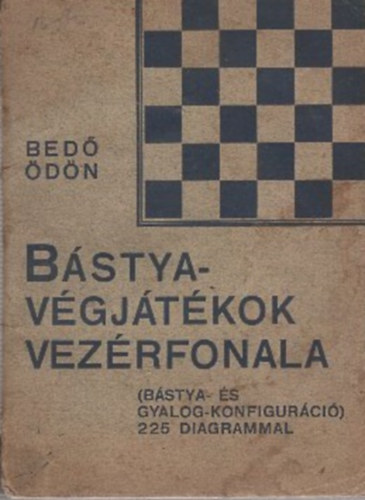 BEDŐ
ÖDÖN
BÁSTYA-
VÉGJÁTÉKOK
VEZÉRFONALA
(BÁSTYA- ÉS
GYALOG-KONFIGURÁCIÓ)
225 DIAGRAMMAL